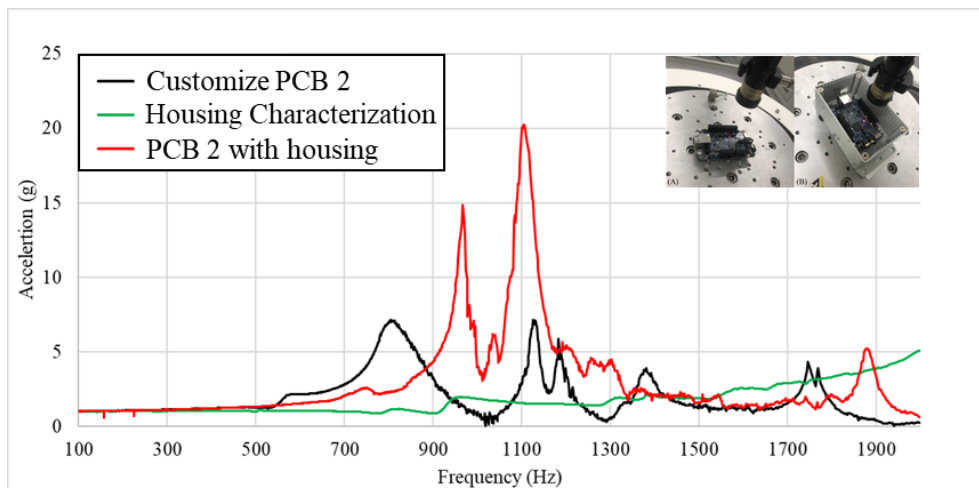 25
20
15
10
5
0
Accelertion (g)
Customize PCB 2
Housing Characterization
PCB 2 with housing
(A)
(B)
100 300 500 700 900 1100 1300 1500 1700 1900
Frequency (Hz)